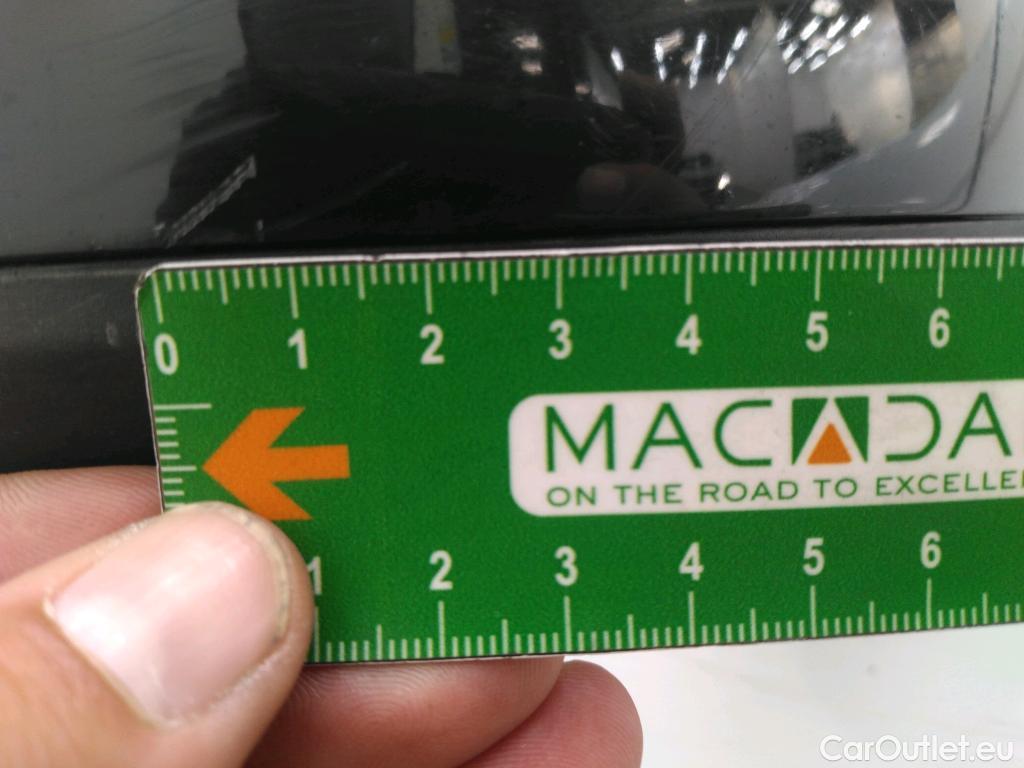 0 1 2 3 4 5 6
MACADA
ON THE ROAD TO EXCELLE
1 2 3 4 5 6
CarOutlet.eu